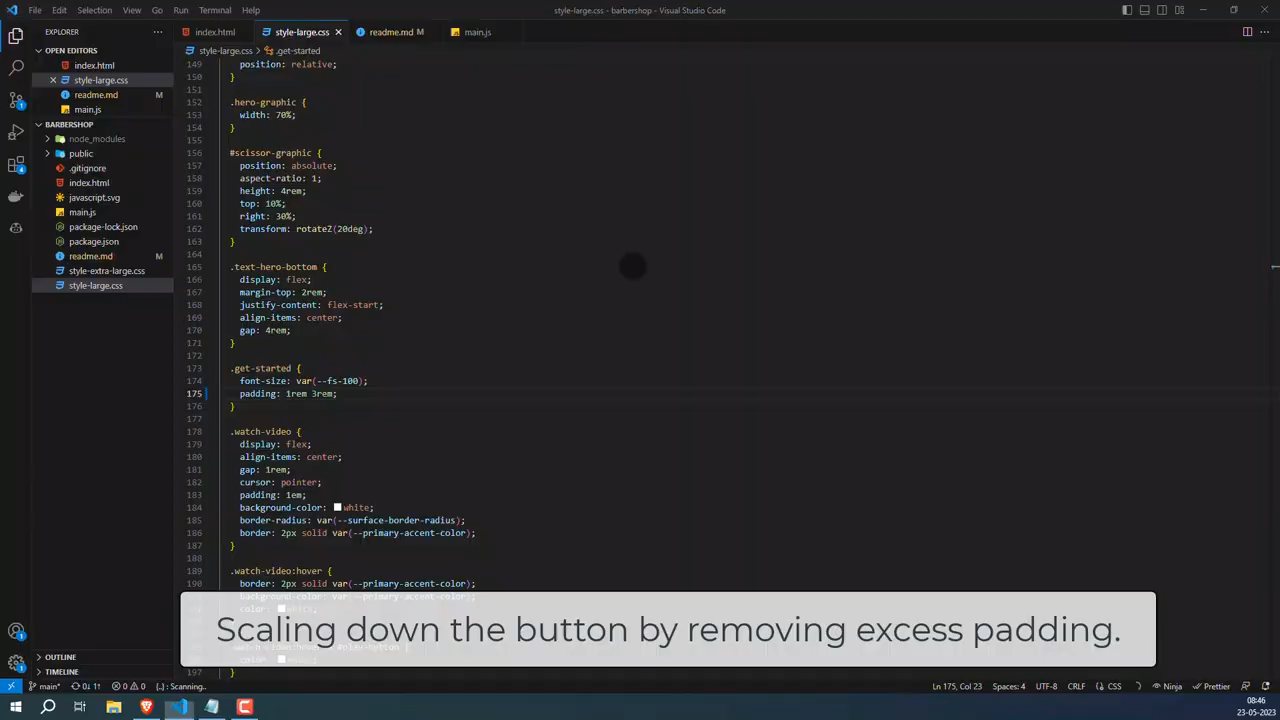 File Edit Selection View Go Run Terminal Help
style-large.css - barbershop - Visual Studio Code
EXPLORER
index.html
style-large.css
readme.md M
main.js
OPEN EDITORS
index.html
style-large.css
readme.md M
main.js
BARBERSHOP
node_modules
public
.gitignore
index.html
javascript.svg
main.js
package-lock.json
package.json
readme.md M
style-extra-large.css
style-large.css
OUTLINE
TIMELINE
style-large.css > .get-started
149 position: relative;
150 }
151
152 .hero-graphic {
153 width: 70%;
154 }
155
156 #scissor-graphic {
157 position: absolute;
158 aspect-ratio: 1;
159 height: 4rem;
160 top: 10%;
161 right: 30%;
162 transform: rotateZ(20deg);
163 }
164
165 .text-hero-bottom {
166 display: flex;
167 margin-top: 2rem;
168 justify-content: flex-start;
169 align-items: center;
170 gap: 4rem;
171 }
172
173 .get-started {
174 font-size: var(--fs-100);
175 padding: 1rem 3rem;
176 }
177
178 .watch-video {
179 display: flex;
180 align-items: center;
181 gap: 1rem;
182 cursor: pointer;
183 padding: 1em;
184 background-color: white;
185 border-radius: var(--surface-border-radius);
186 border: 2px solid var(--primary-accent-color);
187 }
188
189 .watch-video:hover {
190 border: 2px solid var(--primary-accent-color);
Scaling down the button by removing excess padding.
197 }
main* 0↓ 1↑ 0 0 {..} : Scanning..
Ln 175, Col 23 Spaces: 4 UTF-8 CRLF CSS Ninja Prettier
08:46
23-05-2023